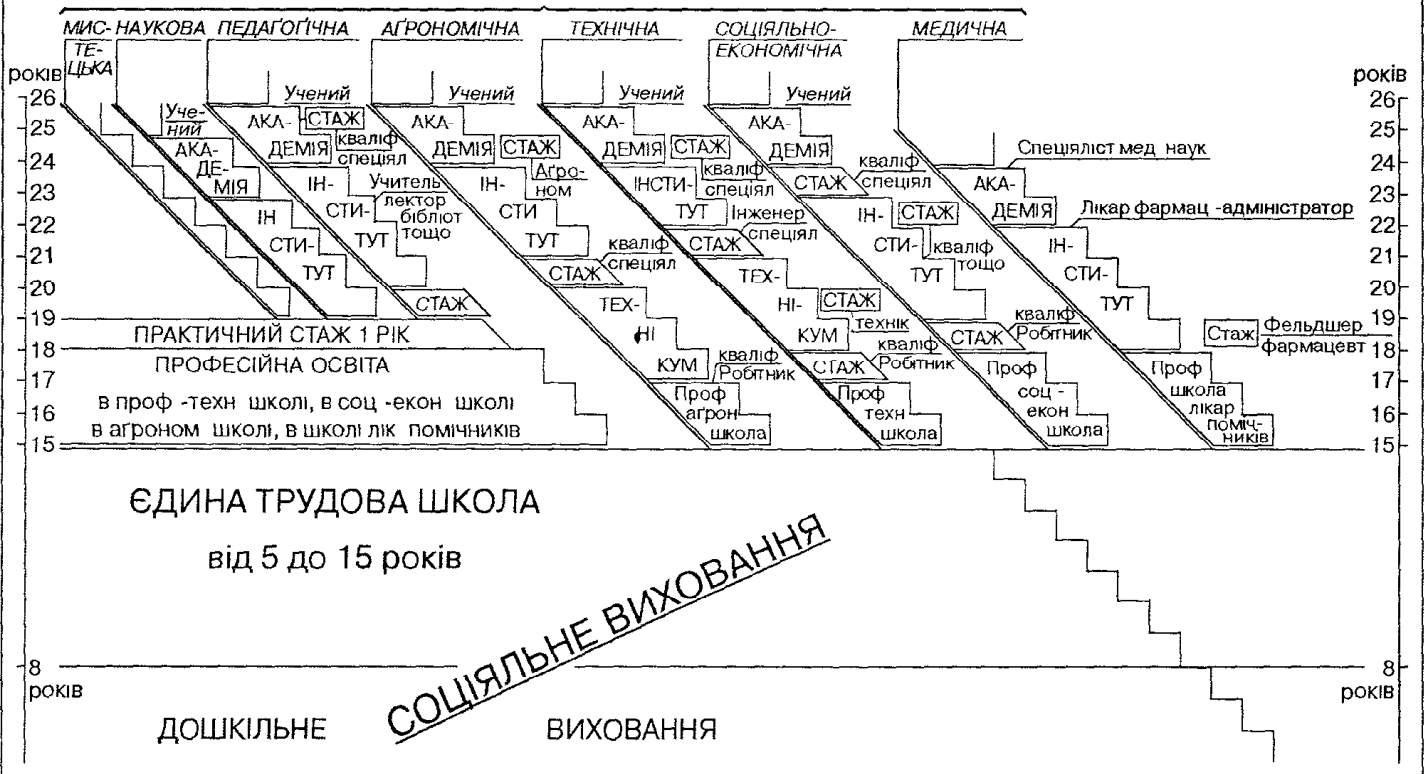 МИС-
ТЕ-
ЦЬКА
НАУКОВА
ПЕДАҐОҐІЧНА
АҐРОНОМІЧНА
ТЕХНІЧНА
СОЦІЯЛЬНО-
ЕКОНОМІЧНА
МЕДИЧНА
років
26
25
24
23
22
21
20
19
18
17
16
15
8
років
Уче-
ний
АКА-
ДЕ-
МІЯ
ІН
СТИ-
ТУТ
Учений
АКА-
ДЕМІЯ
СТАЖ
кваліф
спеціял
ІН-
СТИ-
ТУТ
Учитель
лектор
бібліот
тощо
СТАЖ
Учений
АКА-
ДЕМІЯ
СТАЖ
Аґро-
ном
ІН-
СТИ
ТУТ
СТАЖ
кваліф
спеціял
ТЕХ-
НІ
КУМ
кваліф
Робітник
Проф
аґрон
школа
Учений
АКА-
ДЕМІЯ
СТАЖ
кваліф
спеціял
ІНСТИ-
ТУТ
Інженер
спеціял
СТАЖ
ТЕХ-
НІ-
КУМ
СТАЖ
технік
кваліф
Робітник
СТАЖ
Проф
техн
школа
Учений
АКА-
ДЕМІЯ
СТАЖ
кваліф
спеціял
ІН-
СТИ-
ТУТ
СТАЖ
кваліф
тощо
СТАЖ
кваліф
Робітник
Проф
соц -
екон
школа
Спеціяліст мед наук
АКА-
ДЕМІЯ
Лікар фармац -адміністратор
ІН-
СТИ-
ТУТ
Стаж
Фельдшер
фармацевт
Проф
школа
лікар
поміч-
ників
років
26
25
24
23
22
21
20
19
18
17
16
15
8
років
ПРАКТИЧНИЙ СТАЖ 1 РІК
ПРОФЕСІЙНА ОСВІТА
в проф -техн школі, в соц -екон школі
в аґроном школі, в школі лік помічників
ЄДИНА ТРУДОВА ШКОЛА
від 5 до 15 років
СОЦІЯЛЬНЕ ВИХОВАННЯ
ДОШКІЛЬНЕ ВИХОВАННЯ